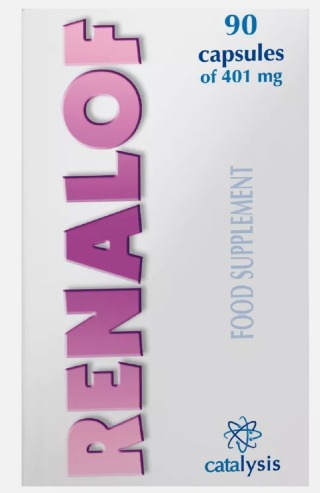 RENALOF
90
capsules
of 401 mg
FOOD SUPPLEMENT
catalysis